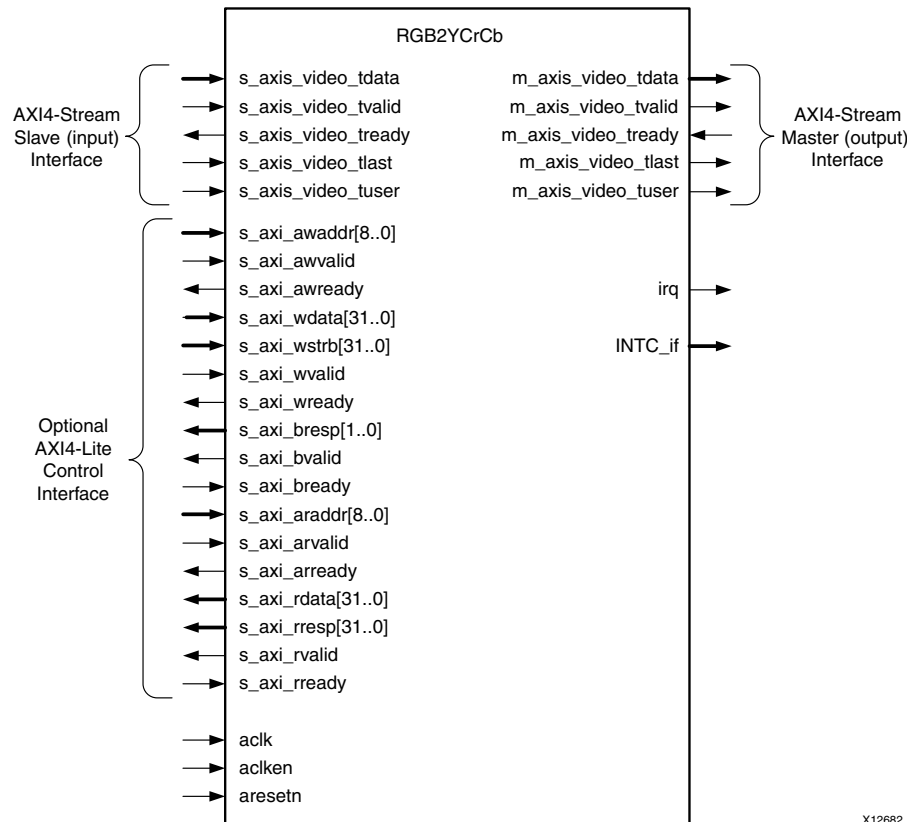 RGB2YCrCb
AXI4-Stream
Slave (input)
Interface
s_axis_video_tdata
s_axis_video_tvalid
s_axis_video_tready
s_axis_video_tlast
s_axis_video_tuser
m_axis_video_tdata
m_axis_video_tvalid
m_axis_video_tready
m_axis_video_tlast
m_axis_video_tuser
AXI4-Stream
Master (output)
Interface
Optional
AXI4-Lite
Control
Interface
s_axi_awaddr[8..0]
s_axi_awvalid
s_axi_awready
s_axi_wdata[31..0]
s_axi_wstrb[31..0]
s_axi_wvalid
s_axi_wready
s_axi_bresp[1..0]
s_axi_bvalid
s_axi_bready
s_axi_araddr[8..0]
s_axi_arvalid
s_axi_arready
s_axi_rdata[31..0]
s_axi_rresp[31..0]
s_axi_rvalid
s_axi_rready
irq
INTC_if
aclk
aclken
aresetn
X12682